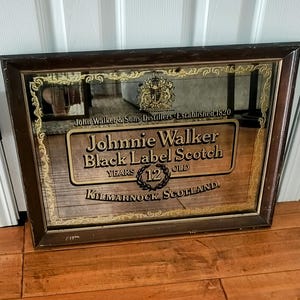 John Walker & Sons Distillers Established 1820
Johnnie Walker
Black Label Scotch
YEARS 12 OLD
KILMARNOCK, SCOTLAND.